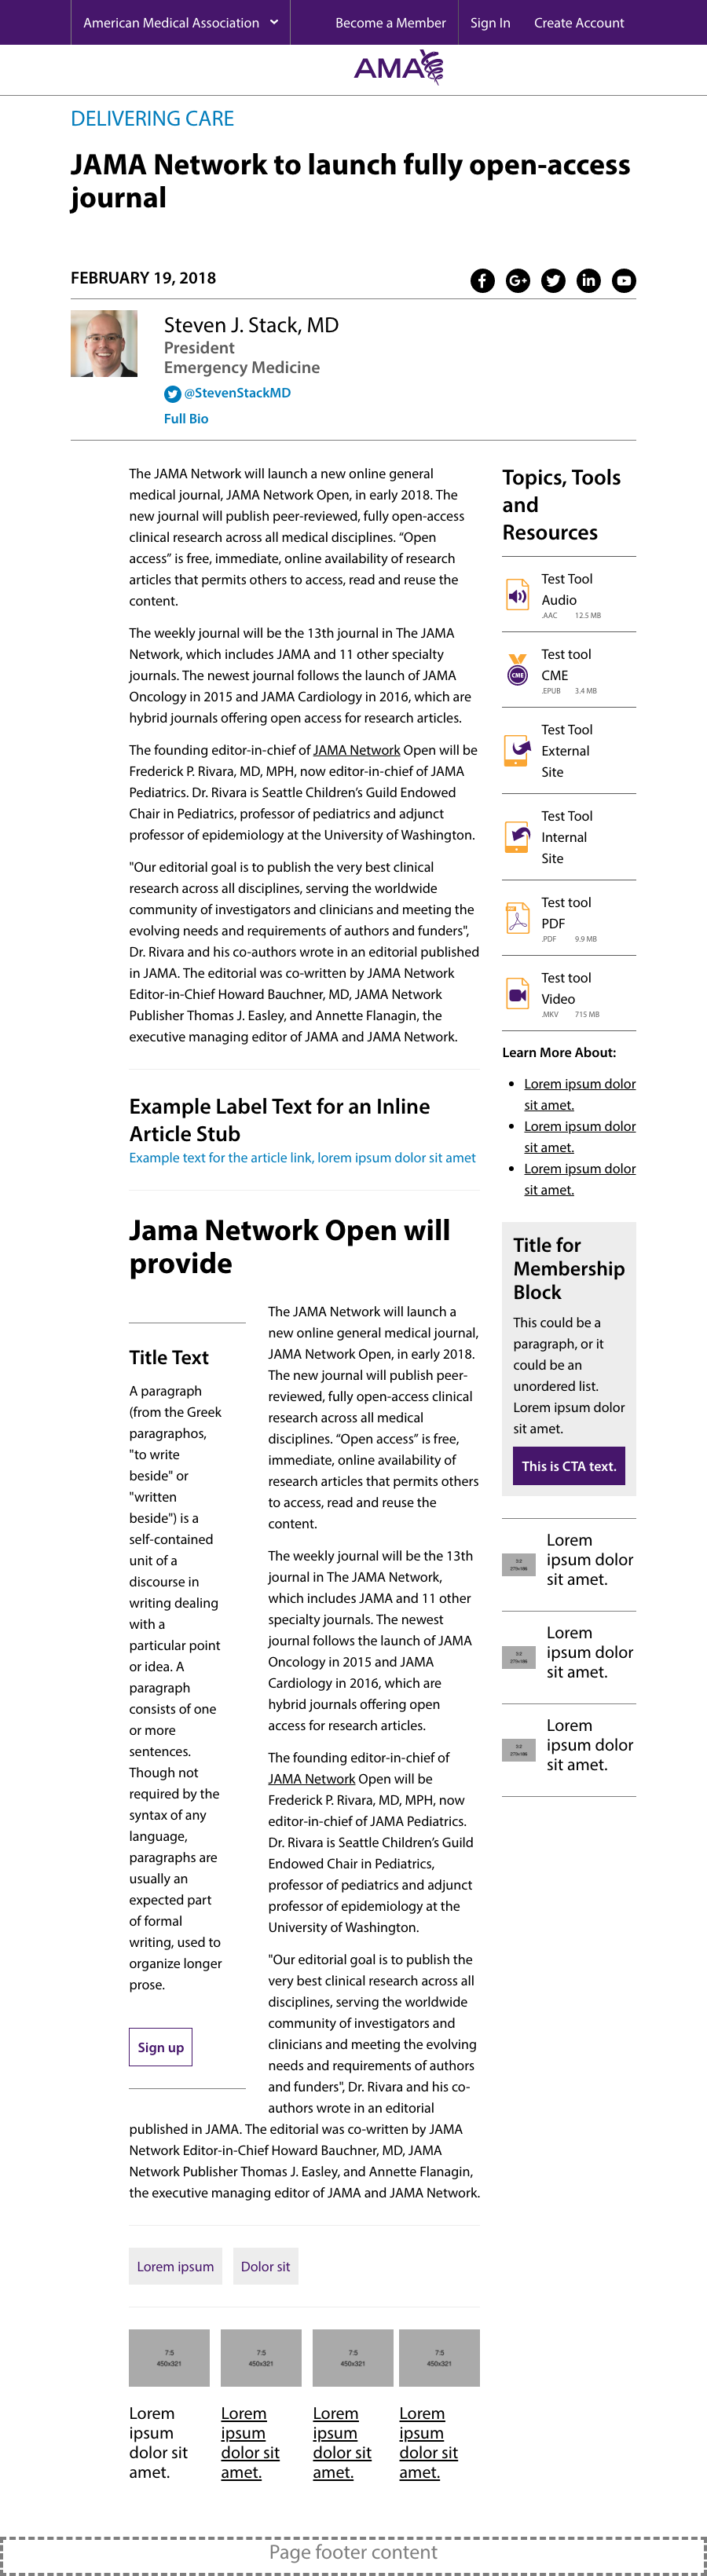 American Medical Association
Become a Member
Sign In
Create Account
AMA
DELIVERING CARE
JAMA Network to launch fully open-access
journal
FEBRUARY 19, 2018
Steven J. Stack, MD
President
Emergency Medicine
@StevenStackMD
Full Bio
The JAMA Network will launch a new online general
medical journal, JAMA Network Open, in early 2018. The
new journal will publish peer-reviewed, fully open-access
clinical research across all medical disciplines. “Open
access” is free, immediate, online availability of research
articles that permits others to access, read and reuse the
content.
The weekly journal will be the 13th journal in The JAMA
Network, which includes JAMA and 11 other specialty
journals. The newest journal follows the launch of JAMA
Oncology in 2015 and JAMA Cardiology in 2016, which are
hybrid journals offering open access for research articles.
The founding editor-in-chief of JAMA Network Open will be
Frederick P. Rivara, MD, MPH, now editor-in-chief of JAMA
Pediatrics. Dr. Rivara is Seattle Children’s Guild Endowed
Chair in Pediatrics, professor of pediatrics and adjunct
professor of epidemiology at the University of Washington.
"Our editorial goal is to publish the very best clinical
research across all disciplines, serving the worldwide
community of investigators and clinicians and meeting the
evolving needs and requirements of authors and funders",
Dr. Rivara and his co-authors wrote in an editorial published
in JAMA. The editorial was co-written by JAMA Network
Editor-in-Chief Howard Bauchner, MD, JAMA Network
Publisher Thomas J. Easley, and Annette Flanagin, the
executive managing editor of JAMA and JAMA Network.
Example Label Text for an Inline
Article Stub
Example text for the article link, lorem ipsum dolor sit amet
Jama Network Open will
provide
Title Text
A paragraph
(from the Greek
paragraphos,
"to write
beside" or
"written
beside") is a
self-contained
unit of a
discourse in
writing dealing
with a
particular point
or idea. A
paragraph
consists of one
or more
sentences.
Though not
required by the
syntax of any
language,
paragraphs are
usually an
expected part
of formal
writing, used to
organize longer
prose.
Sign up
The JAMA Network will launch a
new online general medical journal,
JAMA Network Open, in early 2018.
The new journal will publish peer-
reviewed, fully open-access clinical
research across all medical
disciplines. “Open access” is free,
immediate, online availability of
research articles that permits others
to access, read and reuse the
content.
The weekly journal will be the 13th
journal in The JAMA Network,
which includes JAMA and 11 other
specialty journals. The newest
journal follows the launch of JAMA
Oncology in 2015 and JAMA
Cardiology in 2016, which are
hybrid journals offering open
access for research articles.
The founding editor-in-chief of
JAMA Network Open will be
Frederick P. Rivara, MD, MPH, now
editor-in-chief of JAMA Pediatrics.
Dr. Rivara is Seattle Children’s Guild
Endowed Chair in Pediatrics,
professor of pediatrics and adjunct
professor of epidemiology at the
University of Washington.
"Our editorial goal is to publish the
very best clinical research across all
disciplines, serving the worldwide
community of investigators and
clinicians and meeting the evolving
needs and requirements of authors
and funders", Dr. Rivara and his co-
authors wrote in an editorial
published in JAMA. The editorial was co-written by JAMA
Network Editor-in-Chief Howard Bauchner, MD, JAMA
Network Publisher Thomas J. Easley, and Annette Flanagin,
the executive managing editor of JAMA and JAMA Network.
Lorem ipsum
Dolor sit
7:5
450x321
7:5
450x321
7:5
450x321
7:5
450x321
Lorem
ipsum
dolor sit
amet.
Lorem
ipsum
dolor sit
amet.
Lorem
ipsum
dolor sit
amet.
Lorem
ipsum
dolor sit
amet.
Topics, Tools
and
Resources
Test Tool
Audio
.AAC 12.5 MB
Test tool
CME
CME
.EPUB 3.4 MB
Test Tool
External
Site
Test Tool
Internal
Site
Test tool
PDF
.PDF 9.9 MB
Test tool
Video
.MKV 715 MB
Learn More About:
Lorem ipsum dolor
sit amet.
Lorem ipsum dolor
sit amet.
Lorem ipsum dolor
sit amet.
Title for
Membership
Block
This could be a
paragraph, or it
could be an
unordered list.
Lorem ipsum dolor
sit amet.
This is CTA text.
Lorem
ipsum dolor
sit amet.
Lorem
ipsum dolor
sit amet.
Lorem
ipsum dolor
sit amet.
Page footer content